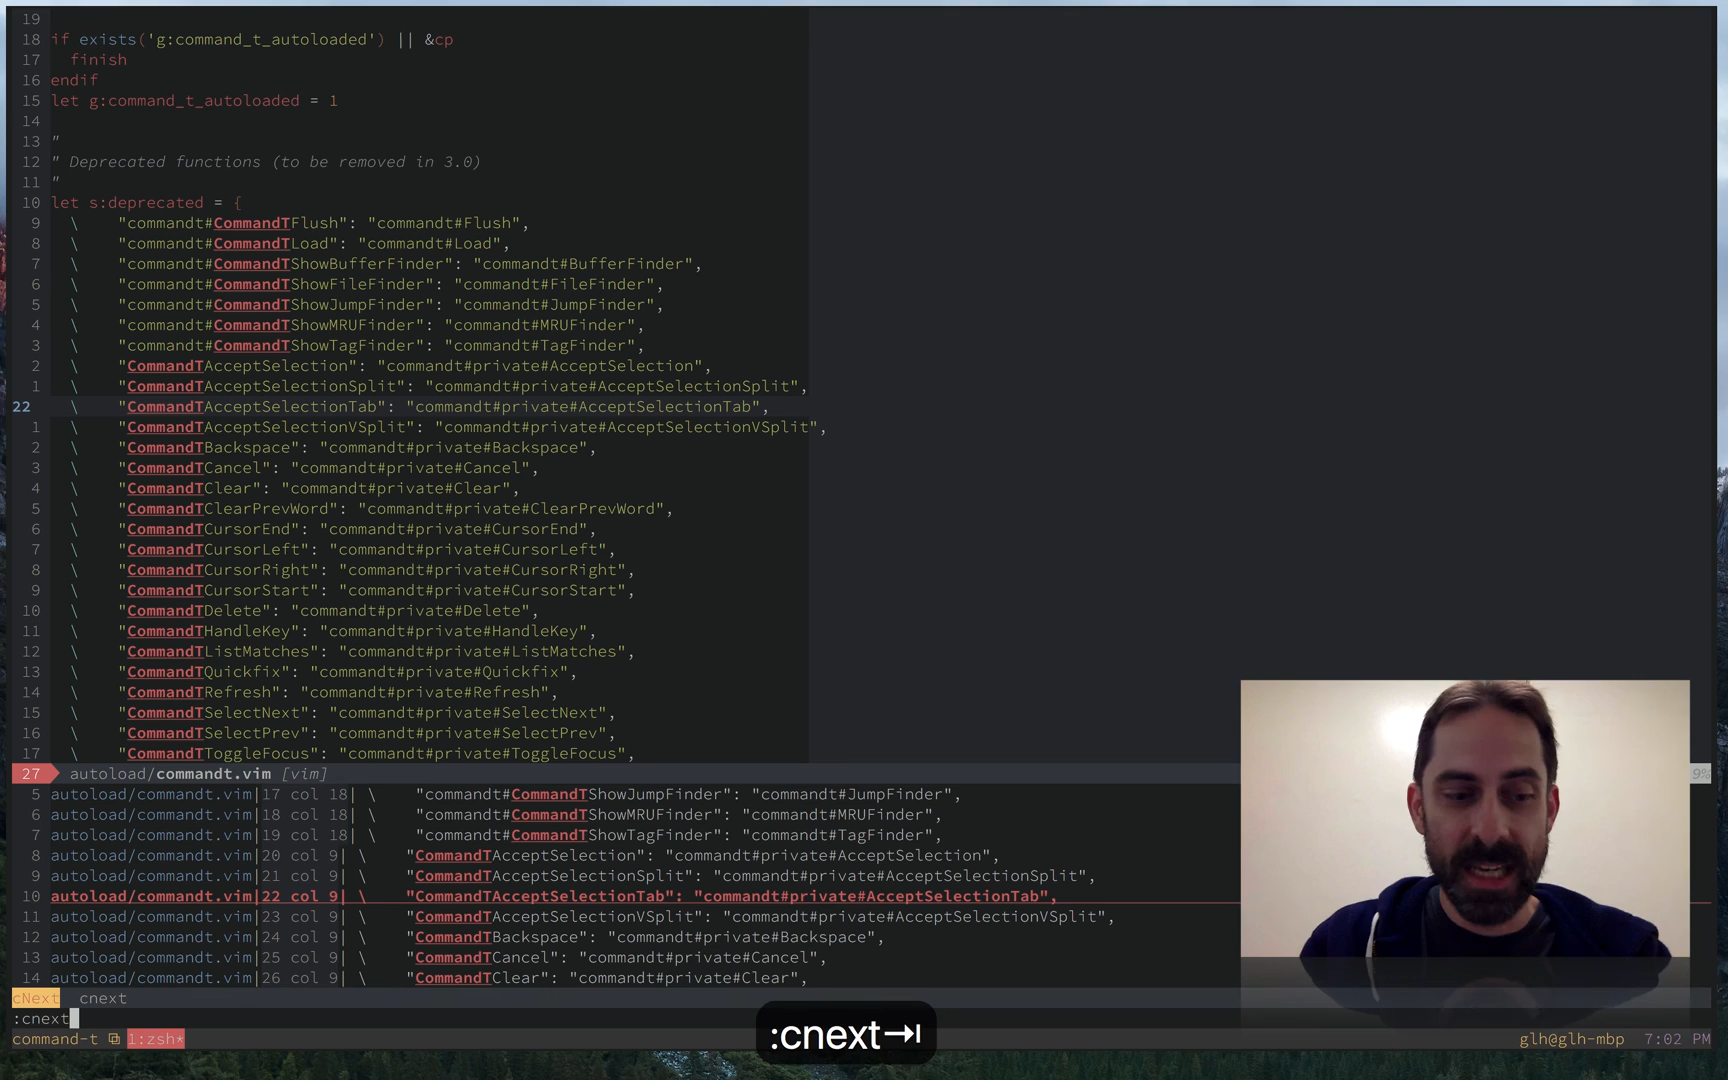 19
18 if exists('g:command_t_autoloaded') || &cp
17   finish
16 endif
15 let g:command_t_autoloaded = 1
14
13 "
12 " Deprecated functions (to be removed in 3.0)
11 "
10 let s:deprecated = {
9   \    "commandt#CommandTFlush": "commandt#Flush",
8   \    "commandt#CommandTLoad": "commandt#Load",
7   \    "commandt#CommandTShowBufferFinder": "commandt#BufferFinder",
6   \    "commandt#CommandTShowFileFinder": "commandt#FileFinder",
5   \    "commandt#CommandTShowJumpFinder": "commandt#JumpFinder",
4   \    "commandt#CommandTShowMRUFinder": "commandt#MRUFinder",
3   \    "commandt#CommandTShowTagFinder": "commandt#TagFinder",
2   \    "CommandTAcceptSelection": "commandt#private#AcceptSelection",
1   \    "CommandTAcceptSelectionSplit": "commandt#private#AcceptSelectionSplit",
22   \    "CommandTAcceptSelectionTab": "commandt#private#AcceptSelectionTab",
1   \    "CommandTAcceptSelectionVSplit": "commandt#private#AcceptSelectionVSplit",
2   \    "CommandTBackspace": "commandt#private#Backspace",
3   \    "CommandTCancel": "commandt#private#Cancel",
4   \    "CommandTClear": "commandt#private#Clear",
5   \    "CommandTClearPrevWord": "commandt#private#ClearPrevWord",
6   \    "CommandTCursorEnd": "commandt#private#CursorEnd",
7   \    "CommandTCursorLeft": "commandt#private#CursorLeft",
8   \    "CommandTCursorRight": "commandt#private#CursorRight",
9   \    "CommandTCursorStart": "commandt#private#CursorStart",
10   \    "CommandTDelete": "commandt#private#Delete",
11   \    "CommandTHandleKey": "commandt#private#HandleKey",
12   \    "CommandTListMatches": "commandt#private#ListMatches",
13   \    "CommandTQuickfix": "commandt#private#Quickfix",
14   \    "CommandTRefresh": "commandt#private#Refresh",
15   \    "CommandTSelectNext": "commandt#private#SelectNext",
16   \    "CommandTSelectPrev": "commandt#private#SelectPrev",
17   \    "CommandTToggleFocus": "commandt#private#ToggleFocus",
27 autoload/commandt.vim [vim] 9%
5 autoload/commandt.vim|17 col 18| \    "commandt#CommandTShowJumpFinder": "commandt#JumpFinder",
6 autoload/commandt.vim|18 col 18| \    "commandt#CommandTShowMRUFinder": "commandt#MRUFinder",
7 autoload/commandt.vim|19 col 18| \    "commandt#CommandTShowTagFinder": "commandt#TagFinder",
8 autoload/commandt.vim|20 col 9| \    "CommandTAcceptSelection": "commandt#private#AcceptSelection",
9 autoload/commandt.vim|21 col 9| \    "CommandTAcceptSelectionSplit": "commandt#private#AcceptSelectionSplit",
10 autoload/commandt.vim|22 col 9| \    "CommandTAcceptSelectionTab": "commandt#private#AcceptSelectionTab",
11 autoload/commandt.vim|23 col 9| \    "CommandTAcceptSelectionVSplit": "commandt#private#AcceptSelectionVSplit",
12 autoload/commandt.vim|24 col 9| \    "CommandTBackspace": "commandt#private#Backspace",
13 autoload/commandt.vim|25 col 9| \    "CommandTCancel": "commandt#private#Cancel",
14 autoload/commandt.vim|26 col 9| \    "CommandTClear": "commandt#private#Clear",
cNext  cnext
:cnext
:cnext⇥
command-t 1:zsh* glh@glh-mbp 7:02 PM